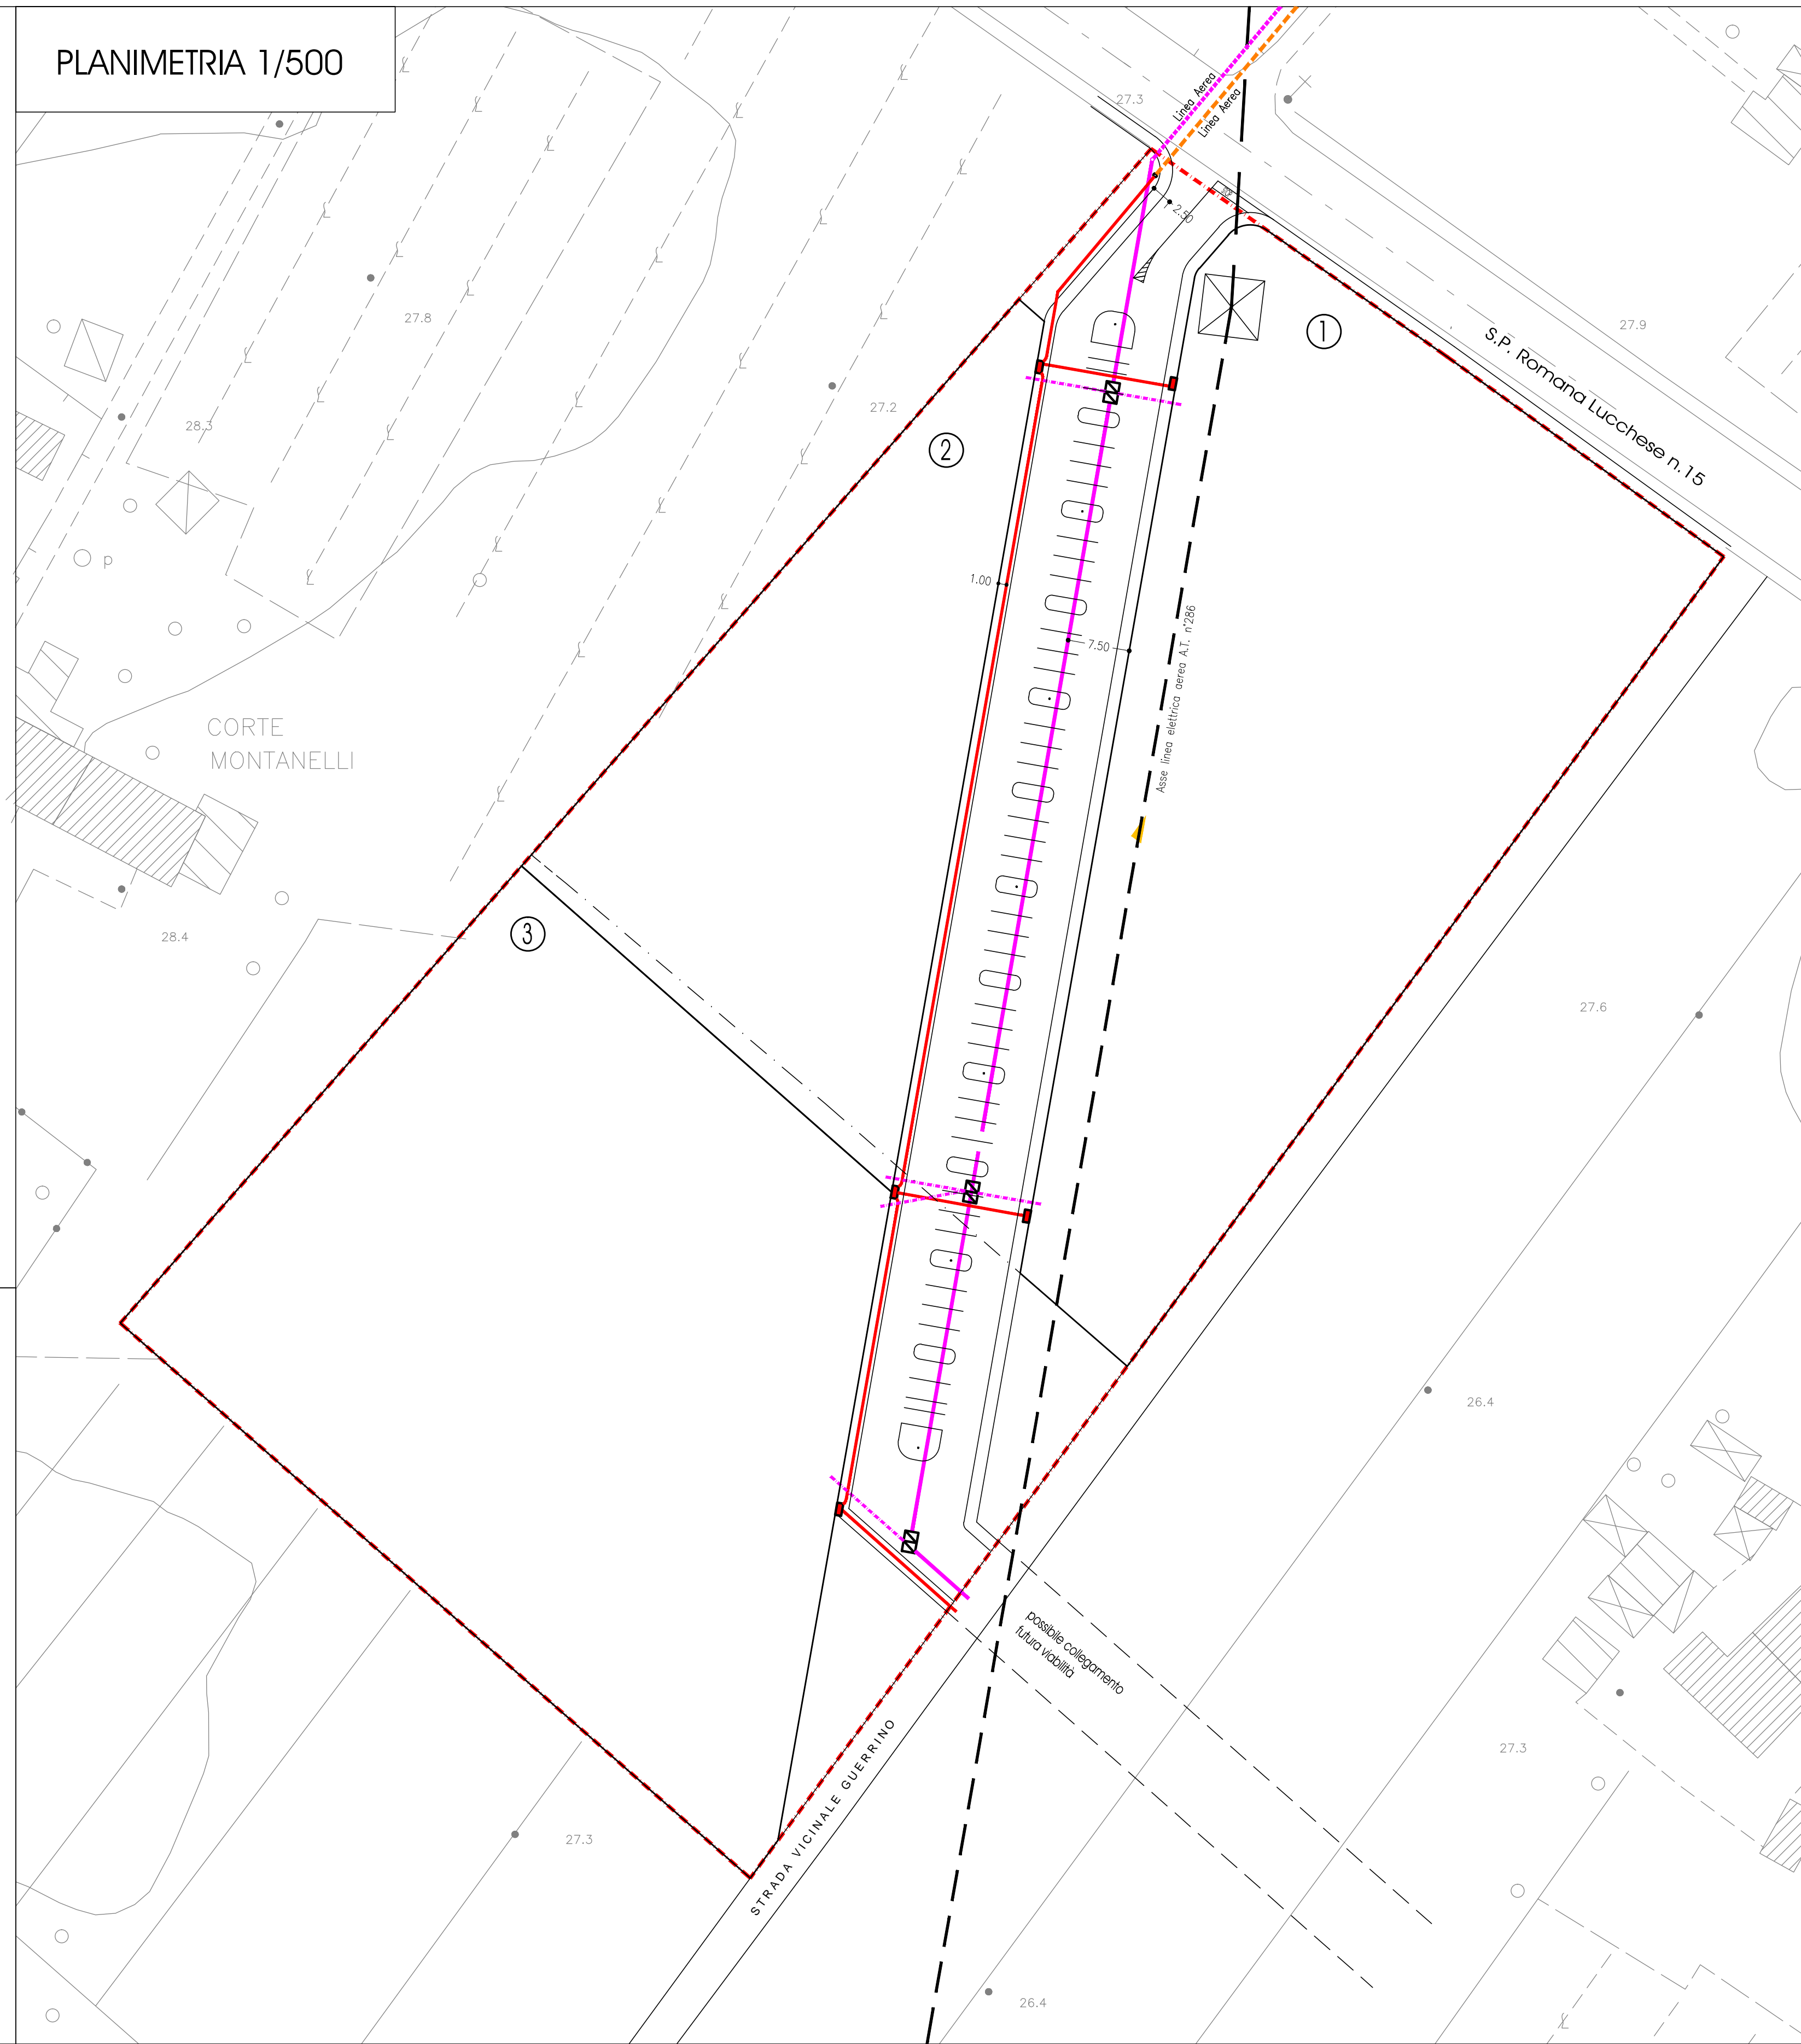 PLANIMETRIA 1/500
Linea Aerea
Linea Aerea
27.3
2.50
27.8
1
27.9
S.P. Romana Lucchese n.15
27.2
28.3
2
p
1.00
7.50
Asse linea elettrica aerea A.T. n°286
CORTE
MONTANELLI
3
28.4
27.6
26.4
possibile collegamento
futura viabilità
STRADA VICINALE GUERRINO
27.3
27.3
26.4